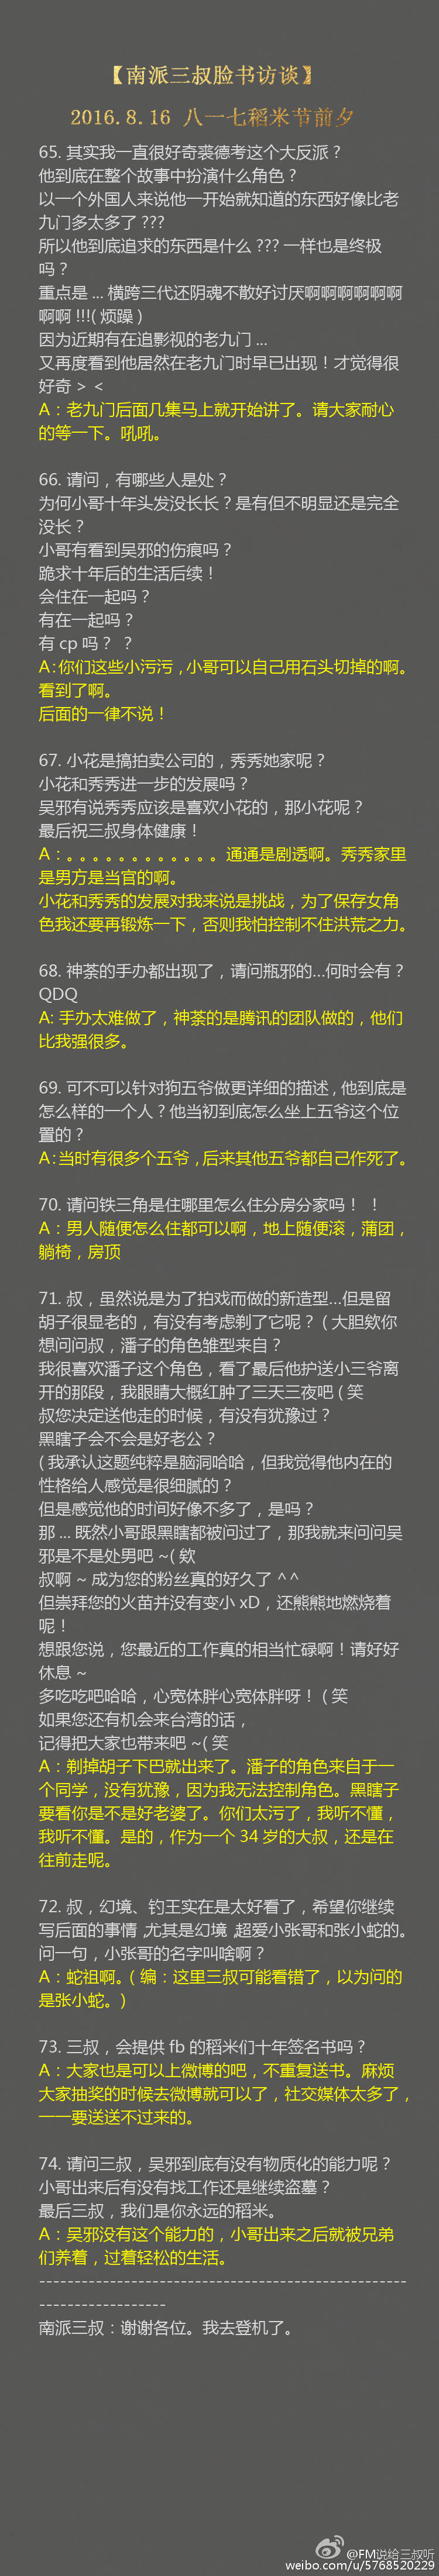 【南派三叔脸书访谈】
2016.8.16 八一七稻米节前夕
65. 其实我一直很好奇裘德考这个大反派？
他到底在整个故事中扮演什么角色？
以一个外国人来说他一开始就知道的东西好像比老
九门多太多了 ???
所以他到底追求的东西是什么 ??? 一样也是终极
吗？
重点是 ... 横跨三代还阴魂不散好讨厌啊啊啊啊啊啊
啊啊 !!!( 烦躁 )
因为近期有在追影视的老九门 ...
又再度看到他居然在老九门时早已出现！才觉得很
好奇 > <
A：老九门后面几集马上就开始讲了。请大家耐心
的等一下。吼吼。
66. 请问，有哪些人是处？
为何小哥十年头发没长长？是有但不明显还是完全
没长？
小哥有看到吴邪的伤痕吗？
跪求十年后的生活后续！
会住在一起吗？
有在一起吗？
有 cp 吗？ ？
A：你们这些小污污，小哥可以自己用石头切掉的啊。
看到了啊。
后面的一律不说！
67. 小花是搞拍卖公司的，秀秀她家呢？
小花和秀秀进一步的发展吗？
吴邪有说秀秀应该是喜欢小花的，那小花呢？
最后祝三叔身体健康！
A：。。。。。。。。。。。。通通是剧透啊。秀秀家里
是男方是当官的啊。
小花和秀秀的发展对我来说是挑战，为了保存女角
色我还要再锻炼一下，否则我怕控制不住洪荒之力。
68. 神荼的手办都出现了，请问瓶邪的...何时会有？
QDQ
A: 手办太难做了，神荼的是腾讯的团队做的，他们
比我强很多。
69. 可不可以针对狗五爷做更详细的描述，他到底是
怎么样的一个人？他当初到底怎么坐上五爷这个位
置的？
A：当时有很多个五爷，后来其他五爷都自己作死了。
70. 请问铁三角是住哪里怎么住分房分家吗！ ！
A：男人随便怎么住都可以啊，地上随便滚，蒲团，
躺椅，房顶
71. 叔，虽然说是为了拍戏而做的新造型...但是留
胡子很显老的，有没有考虑剃了它呢？ ( 大胆欸你
想问问叔，潘子的角色雏型来自？
我很喜欢潘子这个角色，看了最后他护送小三爷离
开的那段，我眼睛大概红肿了三天三夜吧 ( 笑
叔您决定送他走的时候，有没有犹豫过？
黑瞎子会不会是好老公？
( 我承认这题纯粹是脑洞哈哈，但我觉得他内在的
性格给人感觉是很细腻的？
但是感觉他的时间好像不多了，是吗？
那 ... 既然小哥跟黑瞎都被问过了，那我就来问问吴
邪是不是处男吧 ~( 欸
叔啊 ~ 成为您的粉丝真的好久了 ^^
但崇拜您的火苗并没有变小 xD，还熊熊地燃烧着
呢！
想跟您说，您最近的工作真的相当忙碌啊！请好好
休息 ~
多吃吃吧哈哈，心宽体胖心宽体胖呀！ ( 笑
如果您还有机会来台湾的话，
记得把大家也带来吧 ~( 笑
A：剃掉胡子下巴就出来了。潘子的角色来自于一
个同学，没有犹豫，因为我无法控制角色。黑瞎子
要看你是不是好老婆了。你们太污了，我听不懂，
我听不懂。是的，作为一个 34 岁的大叔，还是在
往前走呢。
72. 叔，幻境、钓王实在是太好看了，希望你继续
写后面的事情，尤其是幻境，超爱小张哥和张小蛇的。
问一句，小张哥的名字叫啥啊？
A：蛇祖啊。( 编：这里三叔可能看错了，以为问的
是张小蛇。)
73. 三叔，会提供 fb 的稻米们十年签名书吗？
A：大家也是可以上微博的吧，不重复送书。麻烦
大家抽奖的时候去微博就可以了，社交媒体太多了，
一一要送送不过来的。
74. 请问三叔，吴邪到底有没有物质化的能力呢？
小哥出来后有没有找工作还是继续盗墓？
最后三叔，我们是你永远的稻米。
A：吴邪没有这个能力的，小哥出来之后就被兄弟
们养着，过着轻松的生活。
----------------------------------------------------
------------------
南派三叔：谢谢各位。我去登机了。
@FM说给三叔听
weibo.com/u/5768520229